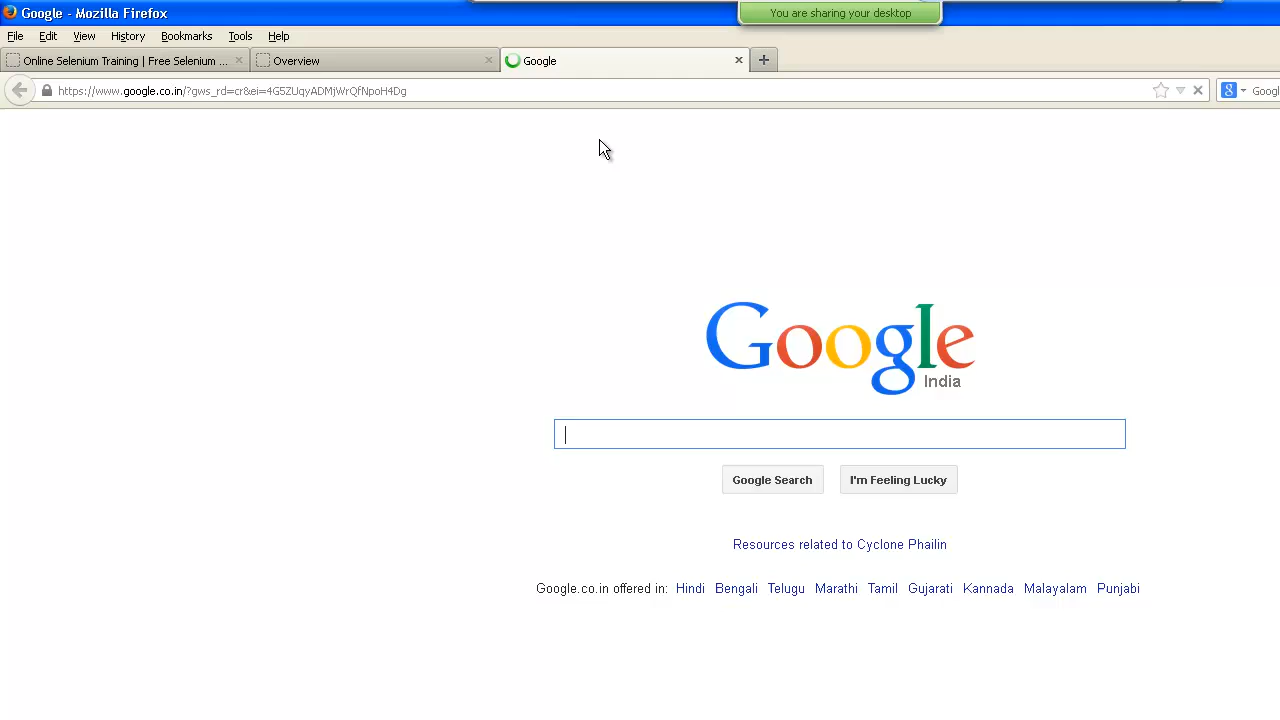 Google - Mozilla Firefox
You are sharing your desktop
File Edit View History Bookmarks Tools Help
Online Selenium Training | Free Selenium ...
Overview
Google
https://www.google.co.in/?gws_rd=cr&ei=4G5ZUqyADMjWrQfNpoH4Dg
Googl
Google
India
Google Search
I'm Feeling Lucky
Resources related to Cyclone Phailin
Google.co.in offered in: Hindi Bengali Telugu Marathi Tamil Gujarati Kannada Malayalam Punjabi